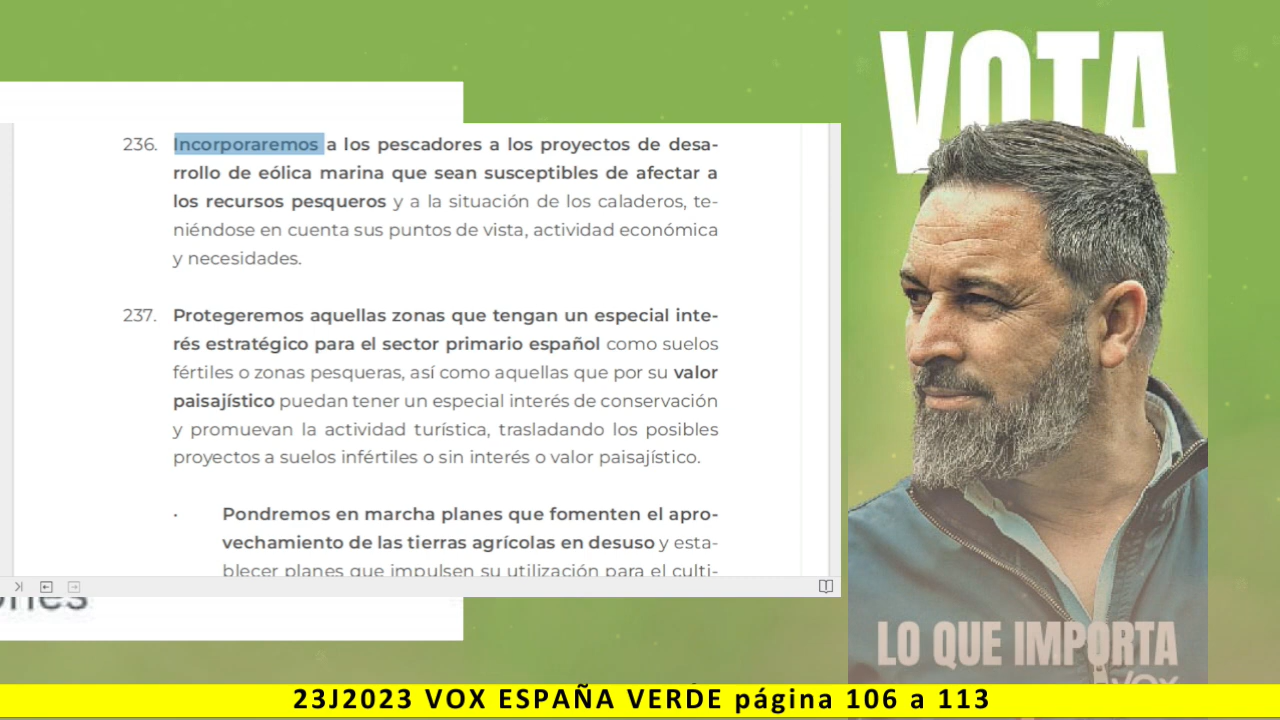 VOTA
236. Incorporaremos a los pescadores a los proyectos de desa-
rrollo de eólica marina que sean susceptibles de afectar a
los recursos pesqueros y a la situación de los caladeros, te-
niéndose en cuenta sus puntos de vista, actividad económica
y necesidades.
237. Protegeremos aquellas zonas que tengan un especial inte-
rés estratégico para el sector primario español como suelos
fértiles o zonas pesqueras, así como aquellas que por su valor
paisajístico puedan tener un especial interés de conservación
y promuevan la actividad turística, trasladando los posibles
proyectos a suelos infértiles o sin interés o valor paisajístico.
· Pondremos en marcha planes que fomenten el apro-
vechamiento de las tierras agrícolas en desuso y esta-
blecer planes que impulsen su utilización para el culti-
LO QUE IMPORTA
VOX
23J2023 VOX ESPAÑA VERDE página 106 a 113